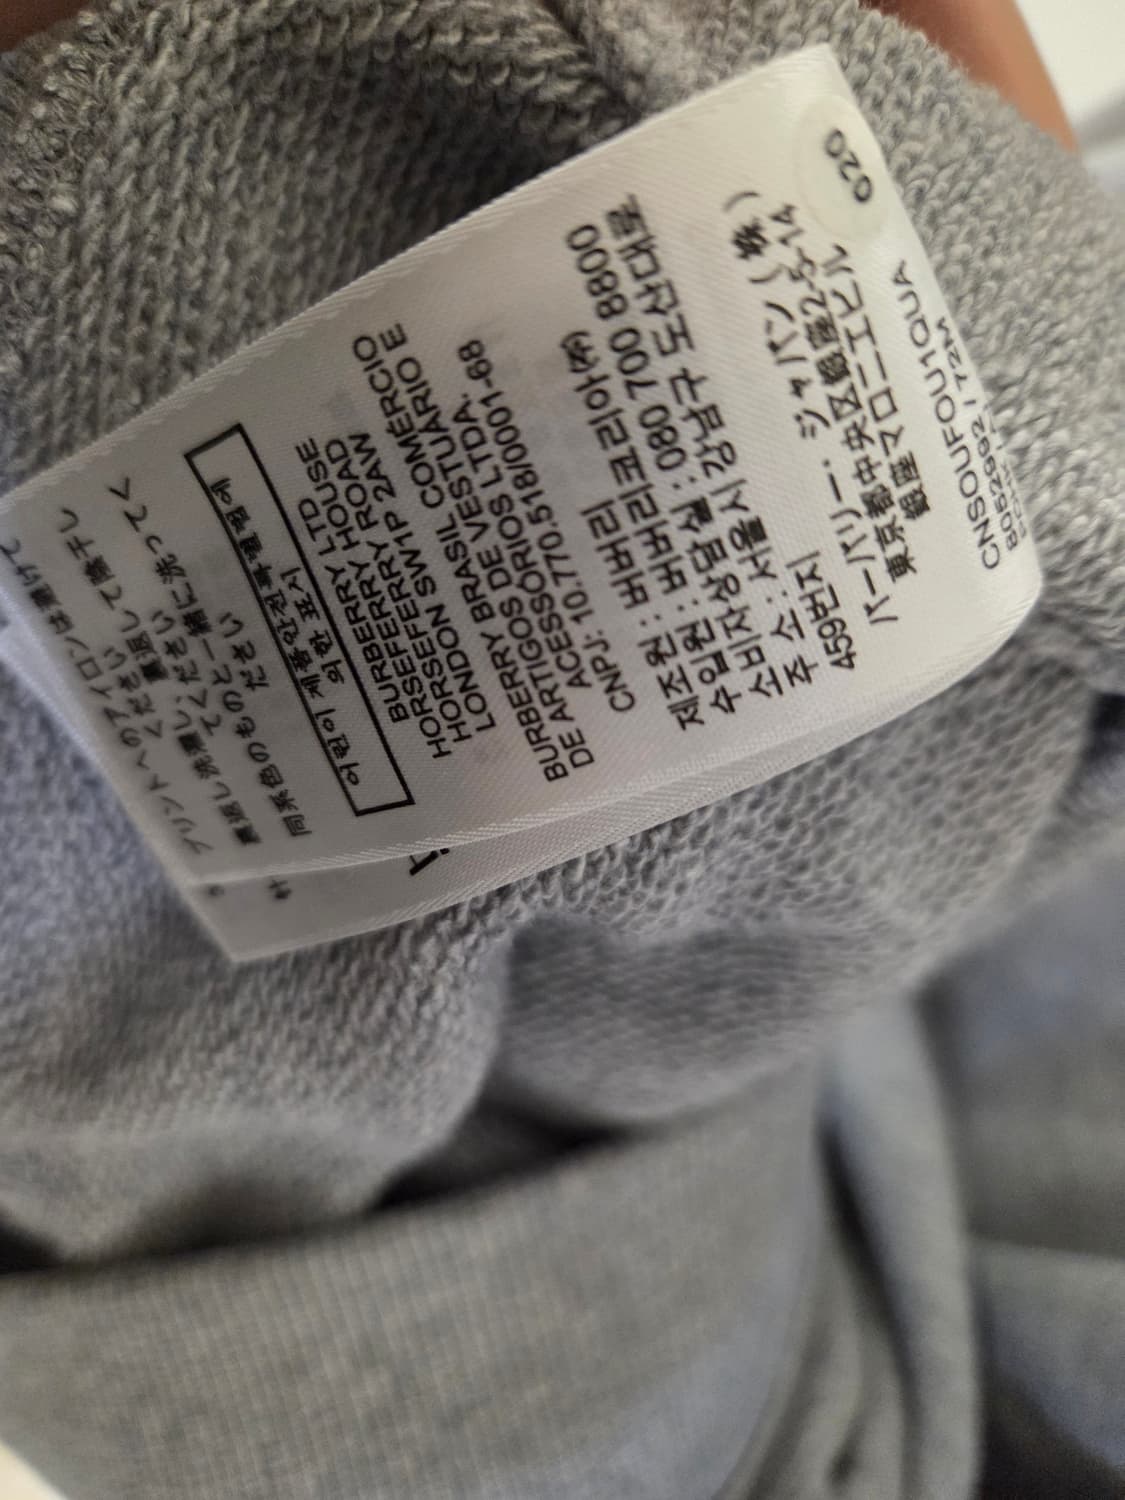 プリントへのアイロンは避けて
ください
裏返し洗濯し、裏返して陰干し
てください
同系色のものと一緒に洗ってく
ださい
어린이제품안전특별법에
의한 표시
BURBERRY LTD
HORSEFERRY HOUSE
HORSEFERRY ROAD
LONDON SW1P 2AW
BURBERRY BRASIL COMÉRCIO
DE ARTIGOS DE VESTUÁRIO E
ACESSÓRIOS LTDA.
CNPJ: 10.770.518/0001-68
제조원 : 버버리
수입원 : 버버리코리아㈜
소비자상담실 : 080 700 8800
주 소 : 서울시 강남구 도산대로
459번지
バーバリー・ジャパン(株)
東京都中央区銀座2-5-14
銀座マロニエビル
CNSOUFOU1QUA
8052992 / 72M
620